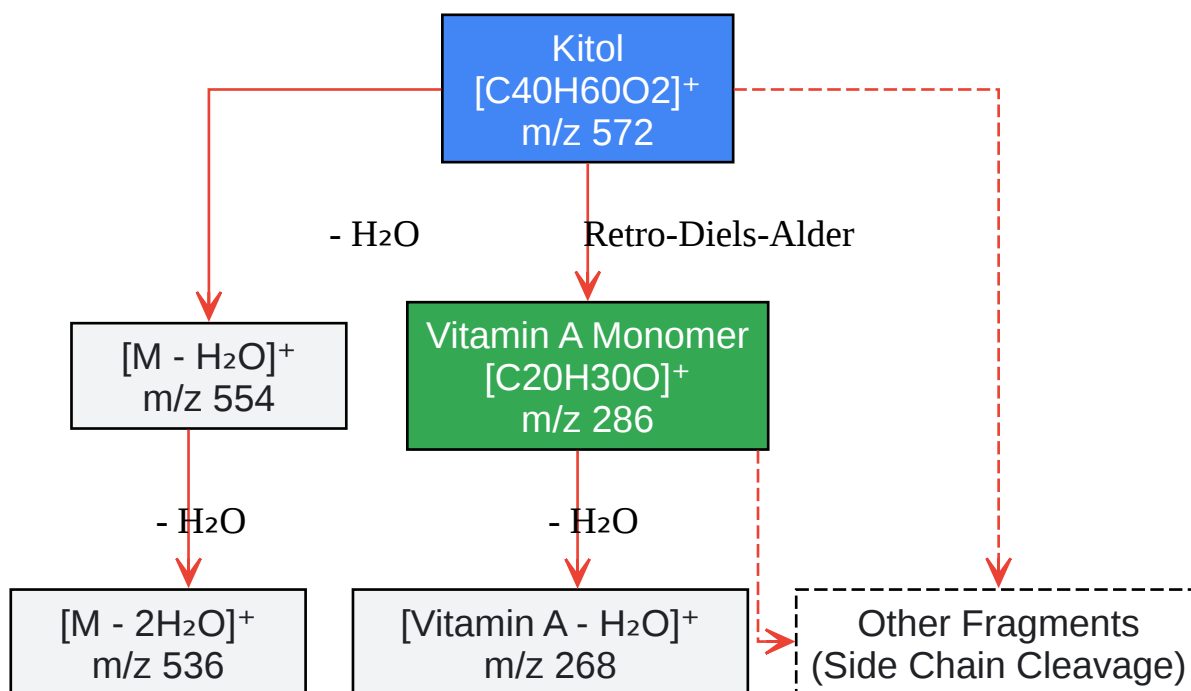 Kitol
[C40H60O2]⁺
m/z 572
- H₂O
Retro-Diels-Alder
[M - H₂O]⁺
m/z 554
Vitamin A Monomer
[C20H30O]⁺
m/z 286
- H₂O
- H₂O
[M - 2H₂O]⁺
m/z 536
[Vitamin A - H₂O]⁺
m/z 268
Other Fragments
(Side Chain Cleavage)